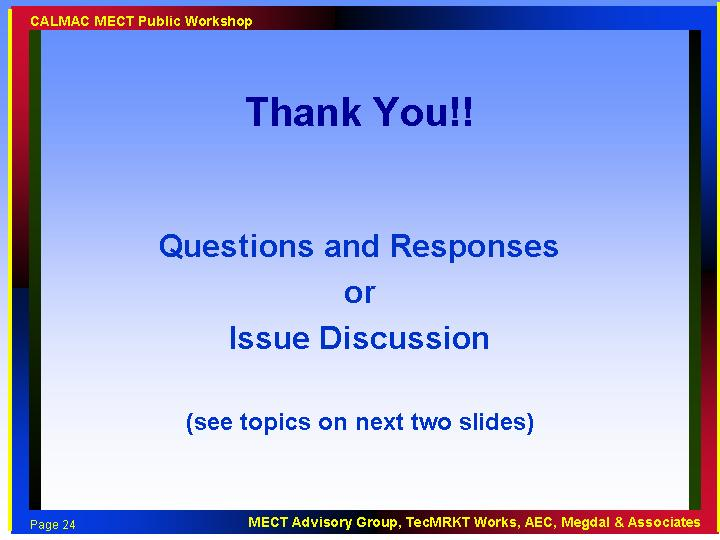 CALMAC MECT Public Workshop
Thank You!!
Questions and Responses
or
Issue Discussion
(see topics on next two slides)
Page 24
MECT Advisory Group, TecMRKT Works, AEC, Megdal & Associates